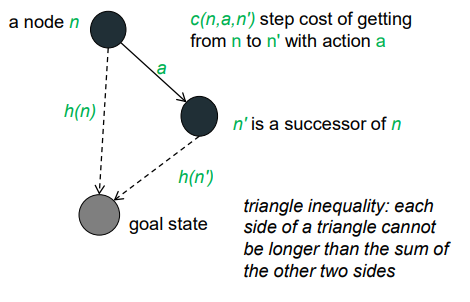 a node n
c(n,a,n') step cost of getting
from n to n' with action a
a
h(n)
n' is a successor of n
h(n')
goal state
triangle inequality: each
side of a triangle cannot
be longer than the sum of
the other two sides